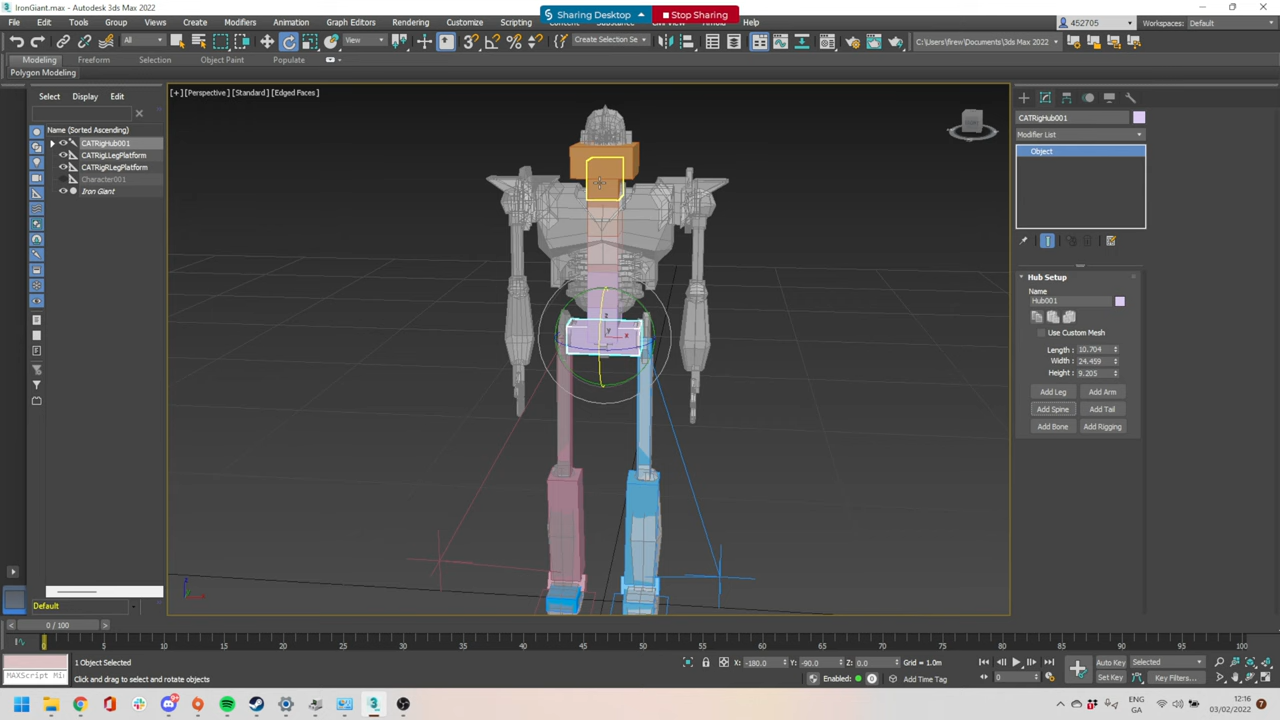 IronGiant.max - Autodesk 3ds Max 2022
Sharing Desktop
Stop Sharing
File Edit Tools Group Views Create Modifiers Animation Graph Editors Rendering Customize Scripting
Help
452705
Workspaces: Default
All
View
Create Selection Se
C:\Users\firew\Documents\3ds Max 2022
Modeling Freeform Selection Object Paint Populate
Polygon Modeling
Select Display Edit
Name (Sorted Ascending)
CATRigHub001
CATRigLLegPlatform
CATRigRLegPlatform
Character001
Iron Giant
[+] [Perspective] [Standard] [Edged Faces]
z
y
x
CATRigHub001
Modifier List
Object
Hub Setup
Name
Hub001
Use Custom Mesh
Length: 10.704
Width: 24.459
Height: 9.205
Add Leg Add Arm
Add Spine Add Tail
Add Bone Add Rigging
Default
0 / 100
0 5 10 15 20 25 30 35 40 45 50 55 60 65 70 75 80 85 90 95 100
1 Object Selected
MAXScript Mi
Click and drag to select and rotate objects
X: -180.0 Y: -90.0 Z: 0.0 Grid = 1.0m
Enabled:
Add Time Tag
Auto Key Selected
Set Key Key Filters...
0
ENG
GA
12:16
03/02/2022